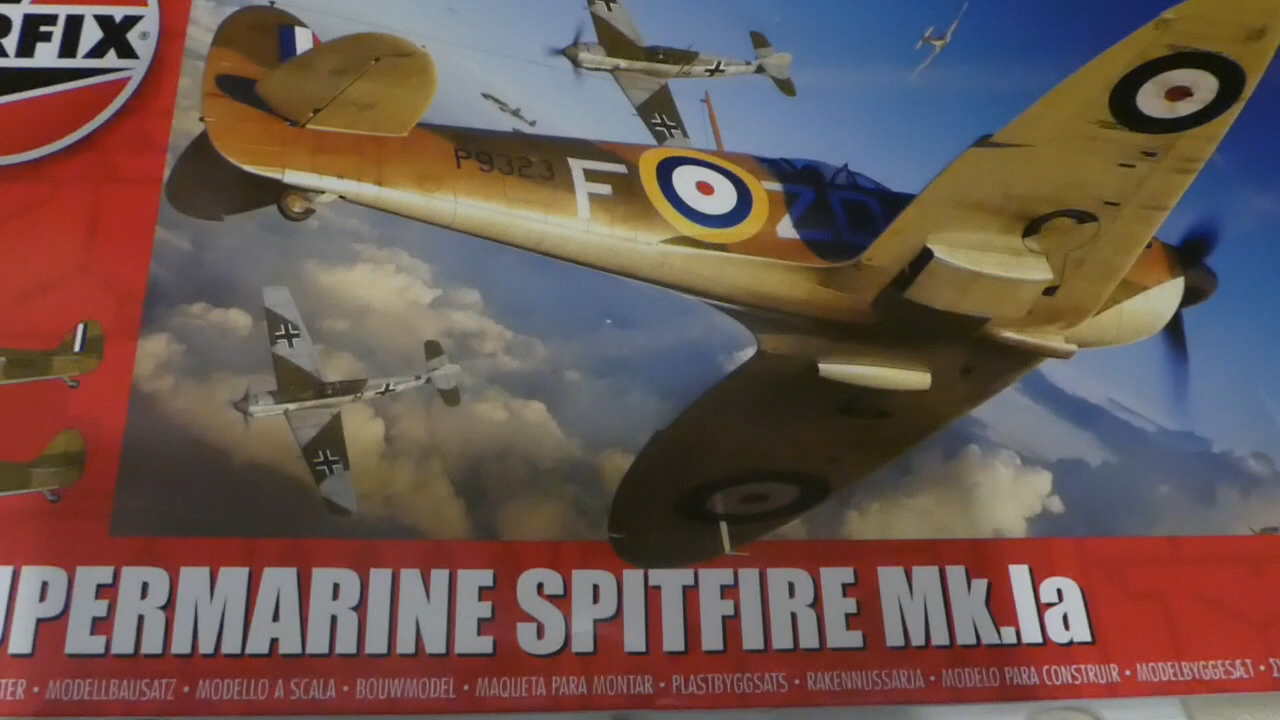 RFIX®
P9323 F ZD
UPERMARINE SPITFIRE Mk.Ia
TER • MODELLBAUSATZ • MODELLO A SCALA • BOUWMODEL • MAQUETA PARA MONTAR • PLASTBYGGSATS • RAKENNUSSARJA • MODELO PARA CONSTRUIR • MODELBYGGESÆT •